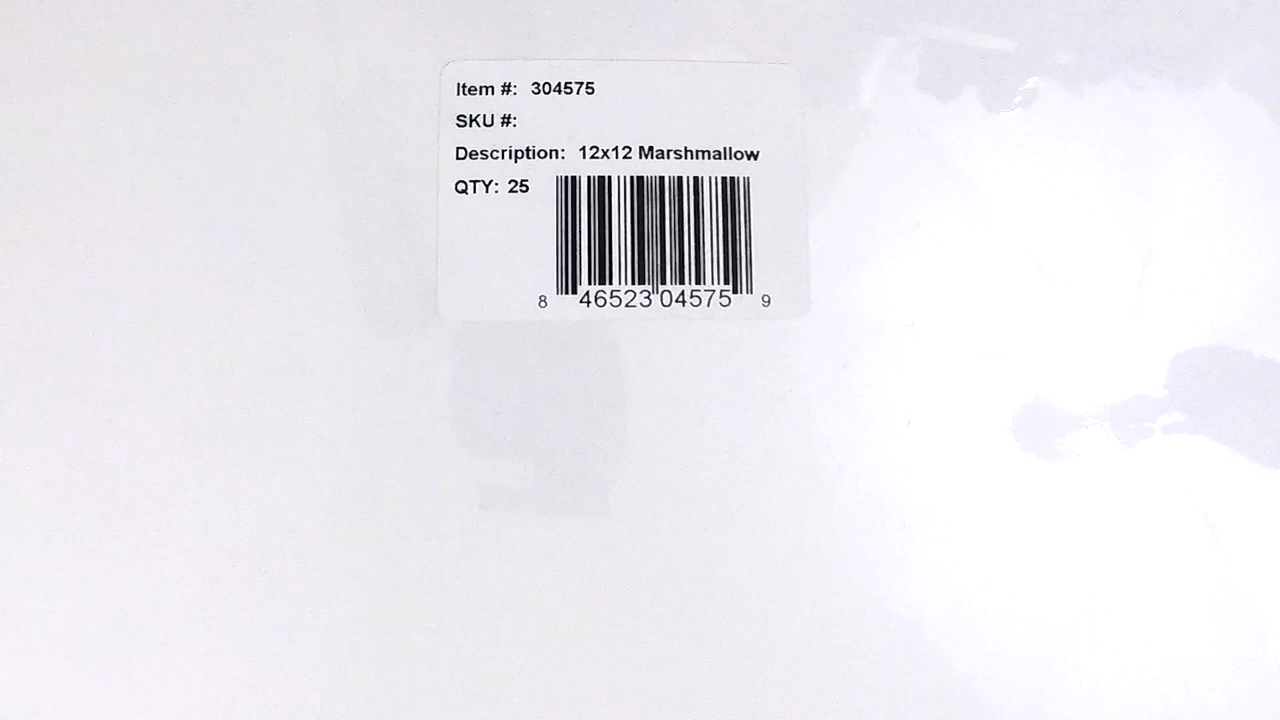 Item #: 304575
SKU #:
Description: 12x12 Marshmallow
QTY: 25
8 46523 04575 9